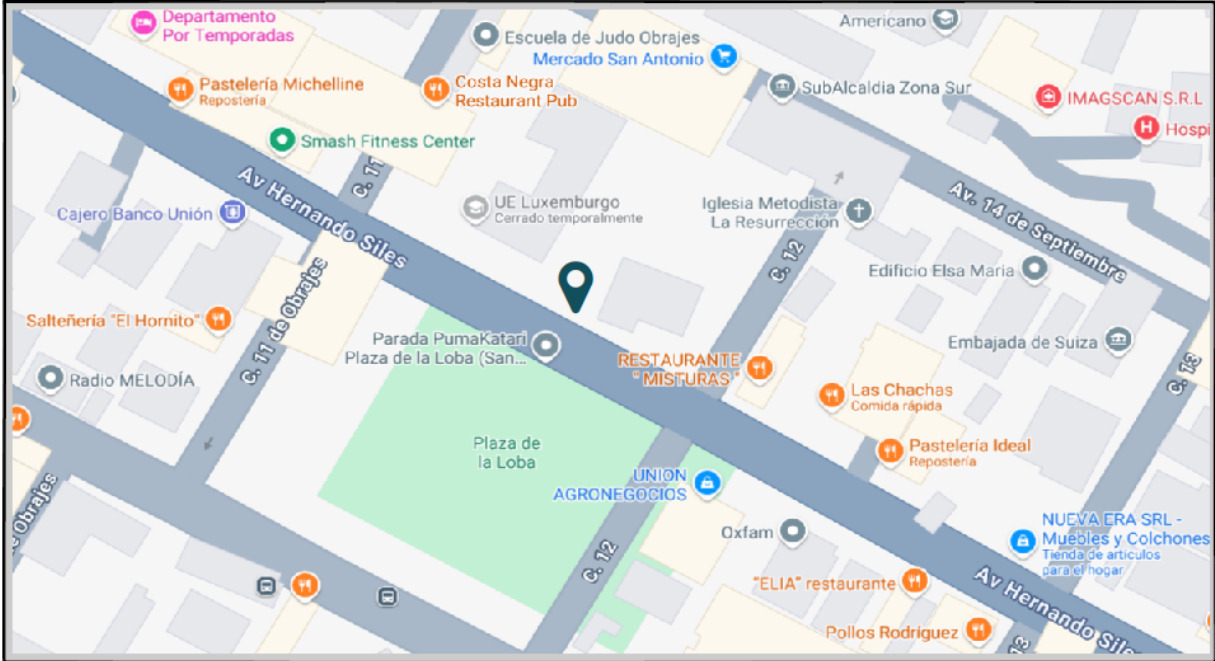 Departamento
Por Temporadas
Americano
Escuela de Judo Obrajes
Mercado San Antonio
Pastelería Michelline
Repostería
Costa Negra
Restaurant Pub
SubAlcaldia Zona Sur
IMAGSCAN S.R.L
Hospi
Smash Fitness Center
C. 11
Av Hernando Siles
Cajero Banco Unión
UE Luxemburgo
Cerrado temporalmente
Iglesia Metodista
La Resurrección
Av. 14 de Septiembre
C. 12
Edificio Elsa Maria
Salteñería "El Hornito"
C. 11 de Obrajes
Parada PumaKatari
Plaza de la Loba (San...
RESTAURANTE
" MISTURAS "
Embajada de Suiza
Radio MELODÍA
Las Chachas
Comida rápida
C. 13
Plaza de
la Loba
Pastelería Ideal
Repostería
UNION
AGRONEGOCIOS
de Obrajes
Oxfam
NUEVA ERA SRL -
Muebles y Colchones
Tienda de artículos
para el hogar
C. 12
"ELIA" restaurante
Av Hernando Siles
Pollos Rodriguez
13